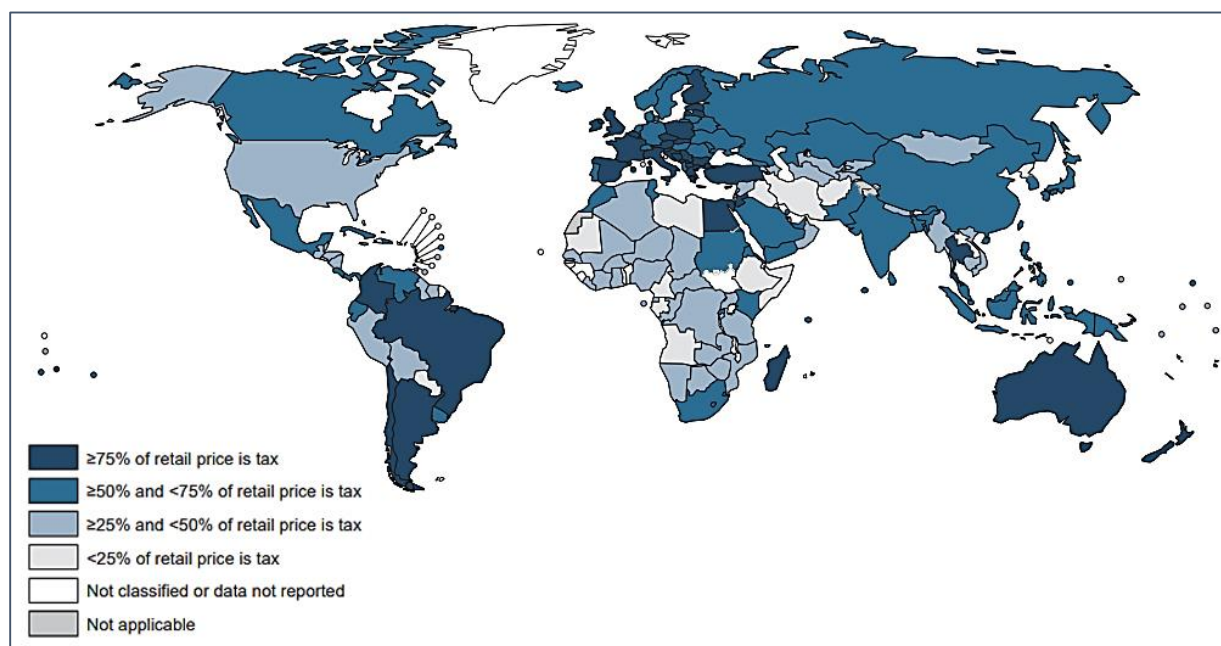 ≥75% of retail price is tax
≥50% and <75% of retail price is tax
≥25% and <50% of retail price is tax
<25% of retail price is tax
Not classified or data not reported
Not applicable